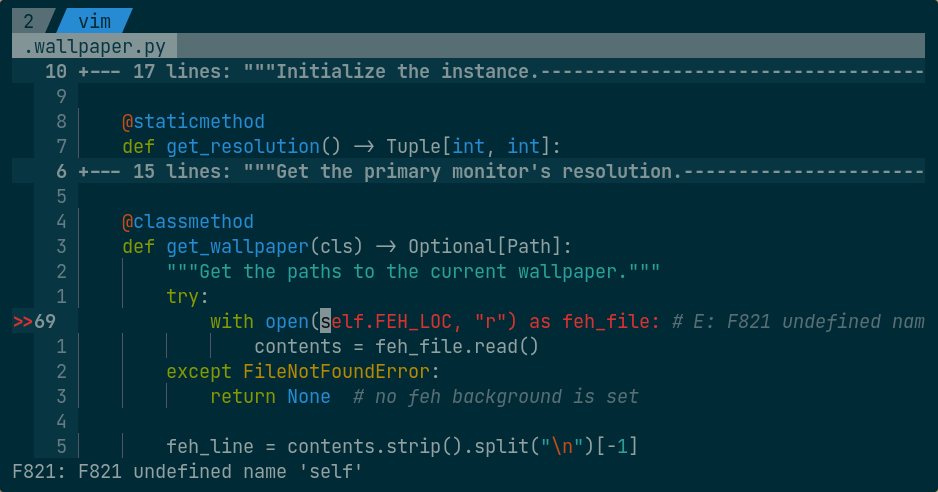 2 vim
.wallpaper.py
10 +--- 17 lines: """Initialize the instance.-----------------------------------
9
8 @staticmethod
7 def get_resolution() -> Tuple[int, int]:
6 +--- 15 lines: """Get the primary monitor's resolution.----------------------
5
4 @classmethod
3 def get_wallpaper(cls) -> Optional[Path]:
2 """Get the paths to the current wallpaper."""
1 try:
>>69 with open(self.FEH_LOC, "r") as feh_file: # E: F821 undefined nam
1 contents = feh_file.read()
2 except FileNotFoundError:
3 return None # no feh background is set
4
5 feh_line = contents.strip().split("\n")[-1]
F821: F821 undefined name 'self'